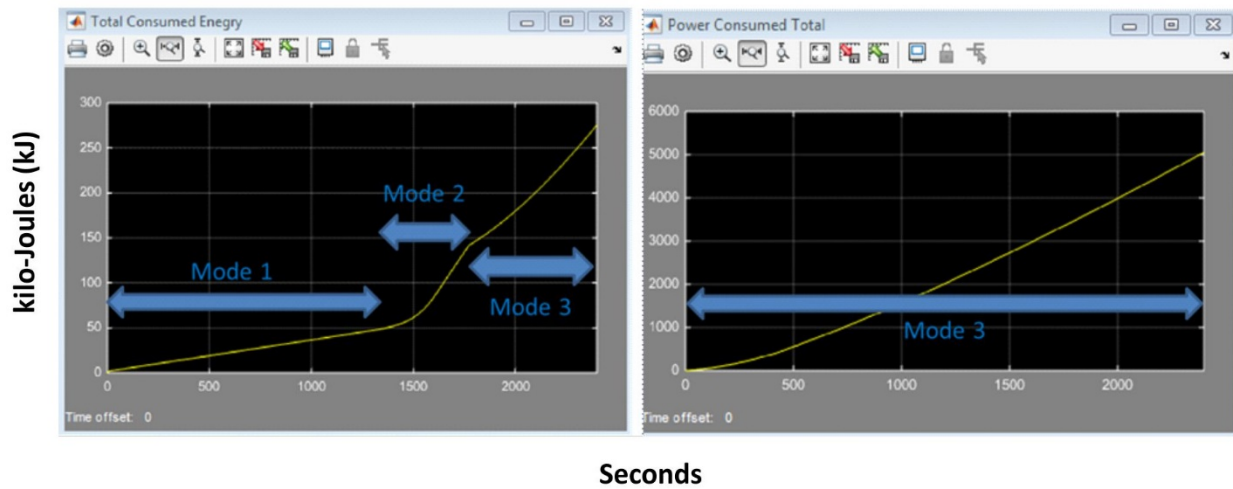 Total Consumed Enegry
300
250
200
150
100
50
0
0
500
1000
1500
2000
Mode 1
Mode 2
Mode 3
Time offset: 0
Power Consumed Total
6000
5000
4000
3000
2000
1000
0
0
500
1000
1500
2000
Mode 3
Time offset: 0
kilo-Joules (kJ)
Seconds